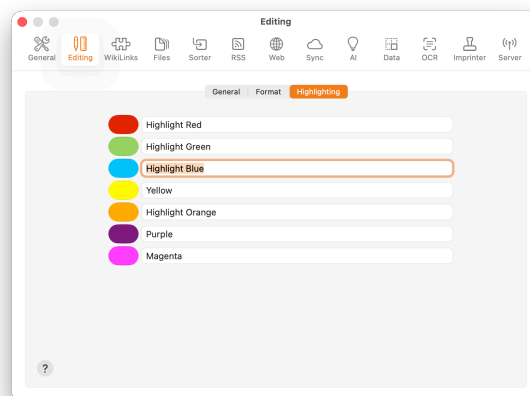 Editing
General Editing WikiLinks Files Sorter RSS Web Sync AI Data OCR Imprinter Server
General Format Highlighting
Highlight Red
Highlight Green
Highlight Blue
Yellow
Highlight Orange
Purple
Magenta
?